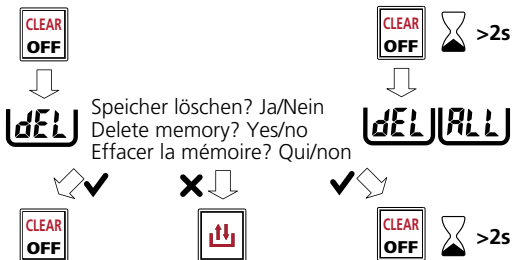 CLEAR
OFF
CLEAR
OFF
>2s
dEL
Speicher löschen? Ja/Nein
Delete memory? Yes/no
Effacer la mémoire? Qui/non
dEL ALL
CLEAR
OFF
CLEAR
OFF
>2s